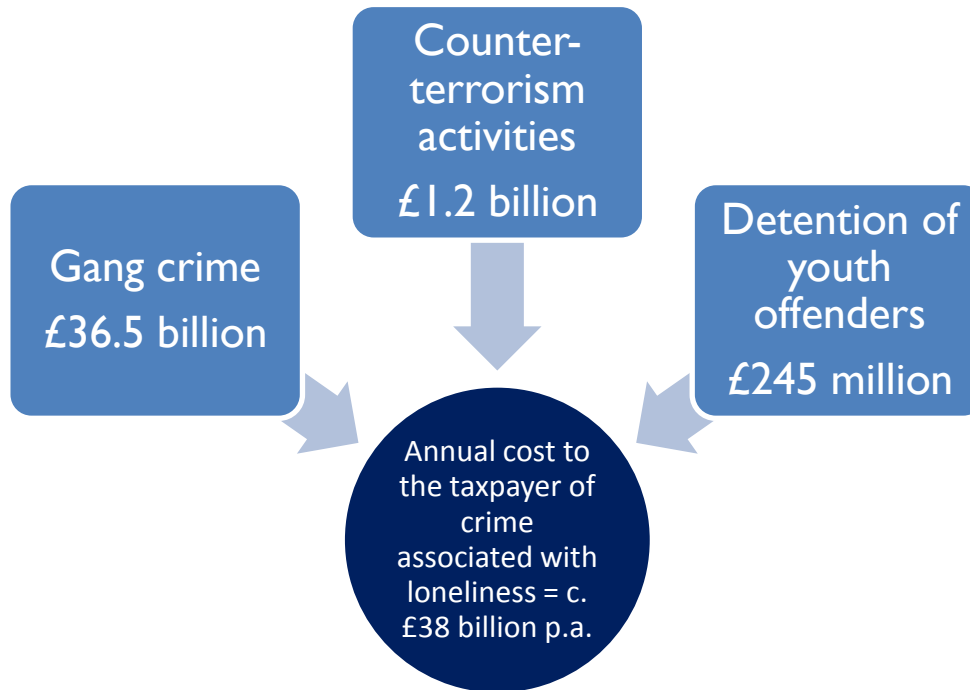 Counter-
terrorism
activities
£1.2 billion
Gang crime
£36.5 billion
Detention of
youth
offenders
£245 million
Annual cost to
the taxpayer of
crime
associated with
loneliness = c.
£38 billion p.a.